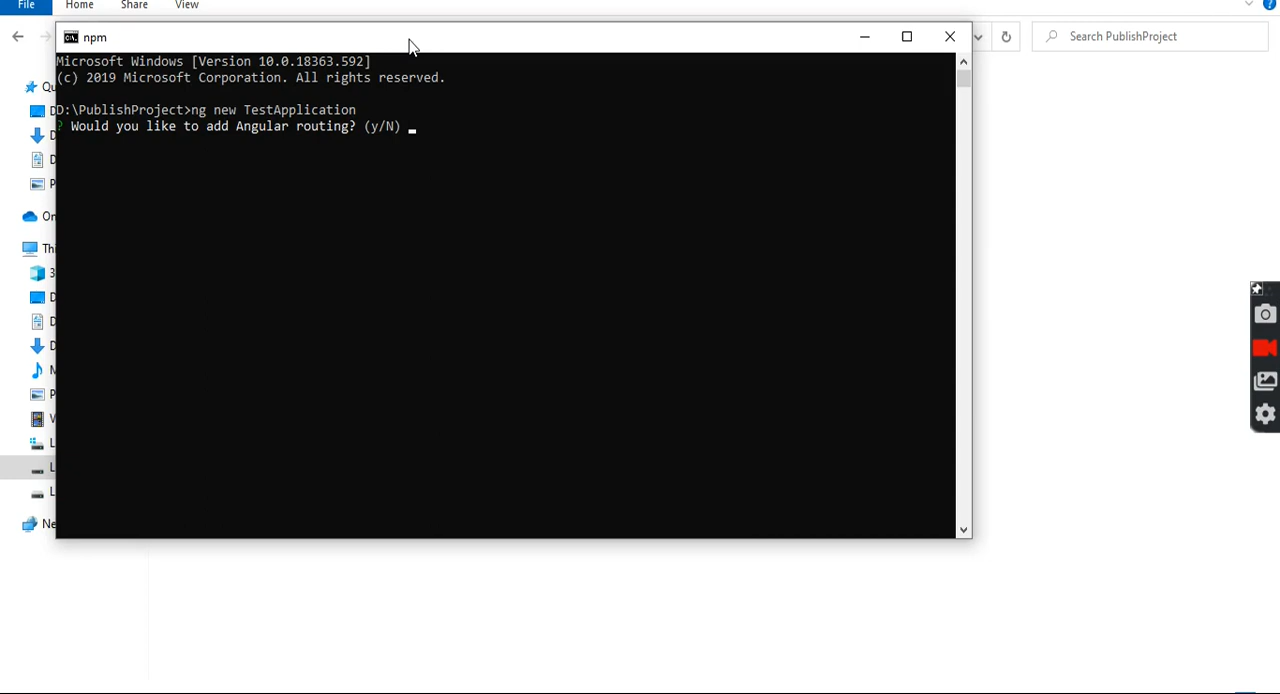 File Home Share View
npm
Search PublishProject
Microsoft Windows [Version 10.0.18363.592]
(c) 2019 Microsoft Corporation. All rights reserved.
D:\PublishProject>ng new TestApplication
? Would you like to add Angular routing? (y/N)